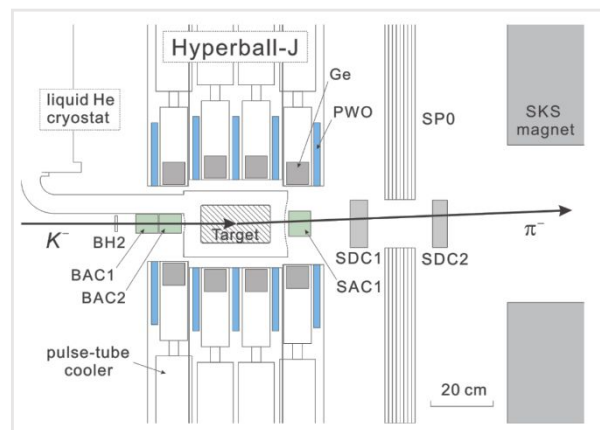 Hyperball-J
Ge
PWO
liquid He
cryostat
SP0
SKS
magnet
K⁻
BH2
Target
π⁻
BAC1
BAC2
SDC1
SDC2
SAC1
pulse-tube
cooler
20 cm